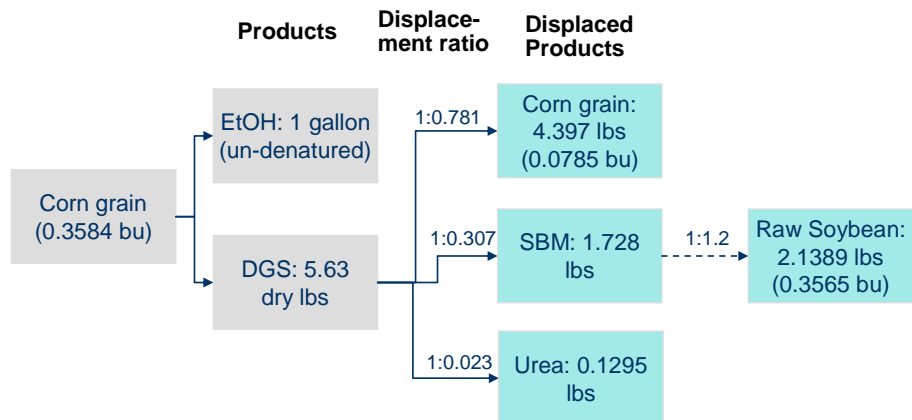 Products
Displace-
ment ratio
Displaced
Products
EtOH: 1 gallon
(un-denatured)
1:0.781
Corn grain:
4.397 lbs
(0.0785 bu)
Corn grain
(0.3584 bu)
DGS: 5.63
dry lbs
1:0.307
SBM: 1.728
lbs
1:1.2
Raw Soybean:
2.1389 lbs
(0.3565 bu)
1:0.023
Urea: 0.1295
lbs